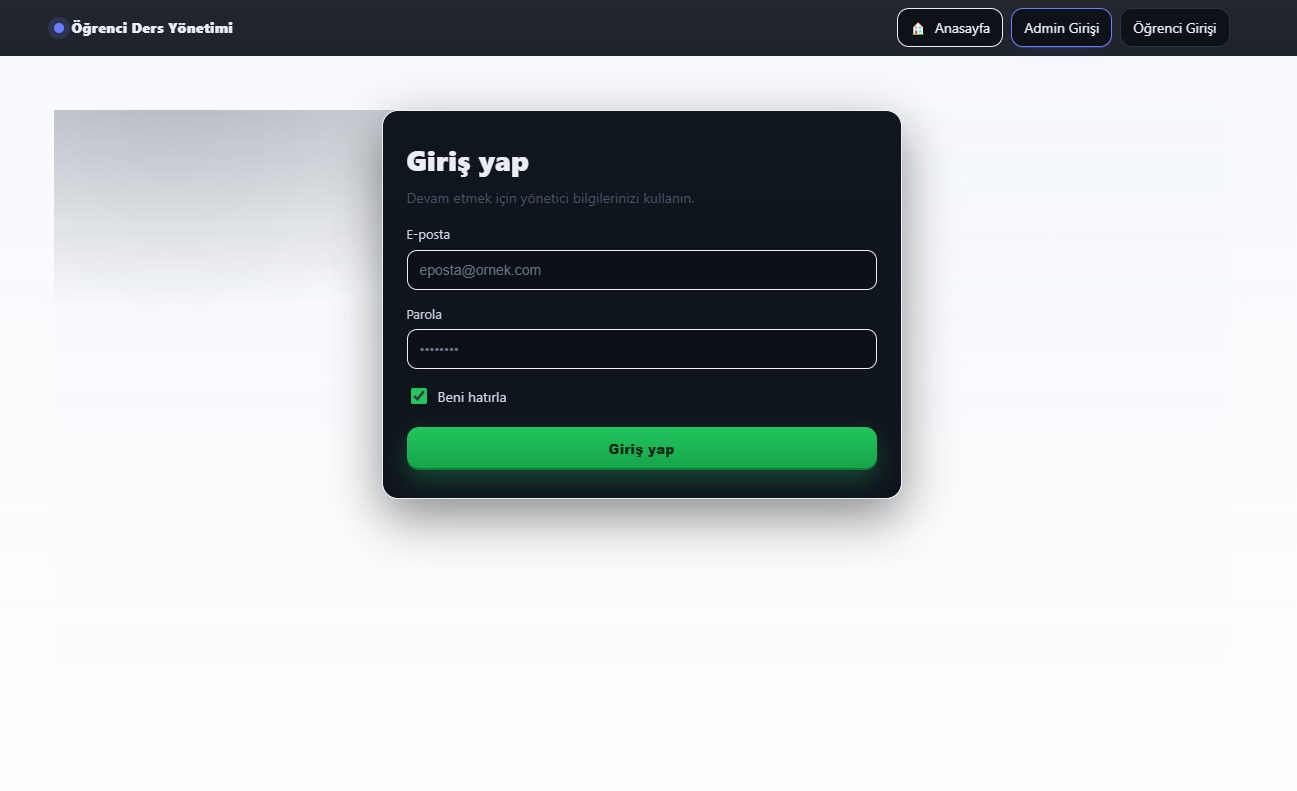 Öğrenci Ders Yönetimi
Anasayfa
Admin Girişi
Öğrenci Girişi
Giriş yap
Devam etmek için yönetici bilgilerinizi kullanın.
E-posta
eposta@ornek.com
Parola
••••••••
Beni hatırla
Giriş yap